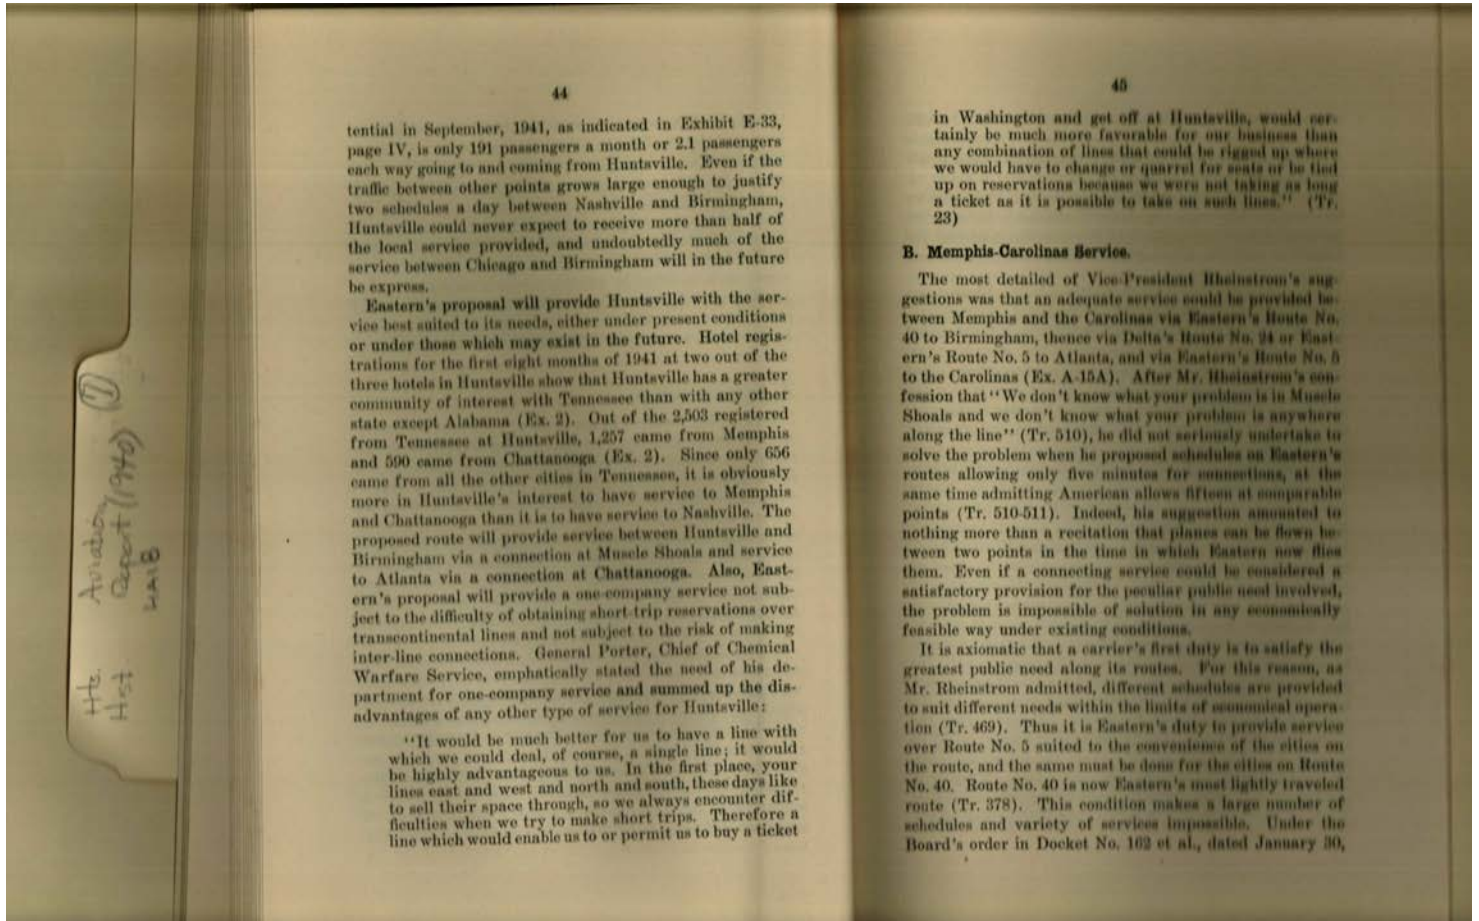 Hte. Aviation ①
Hist Report (1940)
44
tential in September, 1941, as indicated in Exhibit E-33,
page IV, is only 191 passengers a month or 2.1 passengers
each way going to and coming from Huntsville. Even if the
traffic between other points grows large enough to justify
two schedules a day between Nashville and Birmingham,
Huntsville could never expect to receive more than half of
the local service provided, and undoubtedly much of the
service between Chicago and Birmingham will in the future
be express.
Eastern's proposal will provide Huntsville with the ser-
vice best suited to its needs, either under present conditions
or under those which may exist in the future. Hotel regis-
trations for the first eight months of 1941 at two out of the
three hotels in Huntsville show that Huntsville has a greater
community of interest with Tennessee than with any other
state except Alabama (Ex. 2). Out of the 2,503 registered
from Tennessee at Huntsville, 1,257 came from Memphis
and 590 came from Chattanooga (Ex. 2). Since only 656
came from all the other cities in Tennessee, it is obviously
more in Huntsville's interest to have service to Memphis
and Chattanooga than it is to have service to Nashville. The
proposed route will provide service between Huntsville and
Birmingham via a connection at Muscle Shoals and service
to Atlanta via a connection at Chattanooga. Also, East-
ern's proposal will provide a one-company service not sub-
ject to the difficulty of obtaining short trip reservations over
transcontinental lines and not subject to the risk of making
inter-line connections. General Porter, Chief of Chemical
Warfare Service, emphatically stated the need of his de-
partment for one-company service and summed up the dis-
advantages of any other type of service for Huntsville:
"It would be much better for us to have a line with
which we could deal, of course, a single line; it would
be highly advantageous to us. In the first place, your
lines east and west and north and south, these days like
to sell their space through, so we always encounter dif-
ficulties when we try to make short trips. Therefore a
line which would enable us to or permit us to buy a ticket
45
in Washington and get off at Huntsville, would cer-
tainly be much more favorable for our business than
any combination of lines that could be rigged up where
we would have to change or quarrel for seats or be tied
up on reservations because we were not taking as long
a ticket as it is possible to take on such lines." (Tr.
23)
B. Memphis-Carolinas Service.
The most detailed of Vice-President Rheinstrom's sug-
gestions was that an adequate service could be provided be-
tween Memphis and the Carolinas via Eastern's Route No.
40 to Birmingham, thence via Delta's Route No. 24 or East-
ern's Route No. 5 to Atlanta, and via Eastern's Route No. 5
to the Carolinas (Ex. A-15A). After Mr. Rheinstrom's con-
fession that "We don't know what your problem is in Muscle
Shoals and we don't know what your problem is anywhere
along the line" (Tr. 510), he did not seriously undertake to
solve the problem when he proposed schedules on Eastern's
routes allowing only five minutes for connections, at the
same time admitting American allows fifteen at comparable
points (Tr. 510-511). Indeed, his suggestion amounted to
nothing more than a recitation that planes can be flown be-
tween two points in the time in which Eastern now flies
them. Even if a connecting service could be considered a
satisfactory provision for the peculiar public need involved,
the problem is impossible of solution in any economically
feasible way under existing conditions.
It is axiomatic that a carrier's first duty is to satisfy the
greatest public need along its routes. For this reason, as
Mr. Rheinstrom admitted, different schedules are provided
to suit different needs within the limits of economical opera-
tion (Tr. 469). Thus it is Eastern's duty to provide service
over Route No. 5 suited to the convenience of the cities on
the route, and the same must be done for the cities on Route
No. 40. Route No. 40 is now Eastern's most lightly traveled
route (Tr. 378). This condition makes a large number of
schedules and variety of services impossible. Under the
Board's order in Docket No. 162 et al., dated January 30,